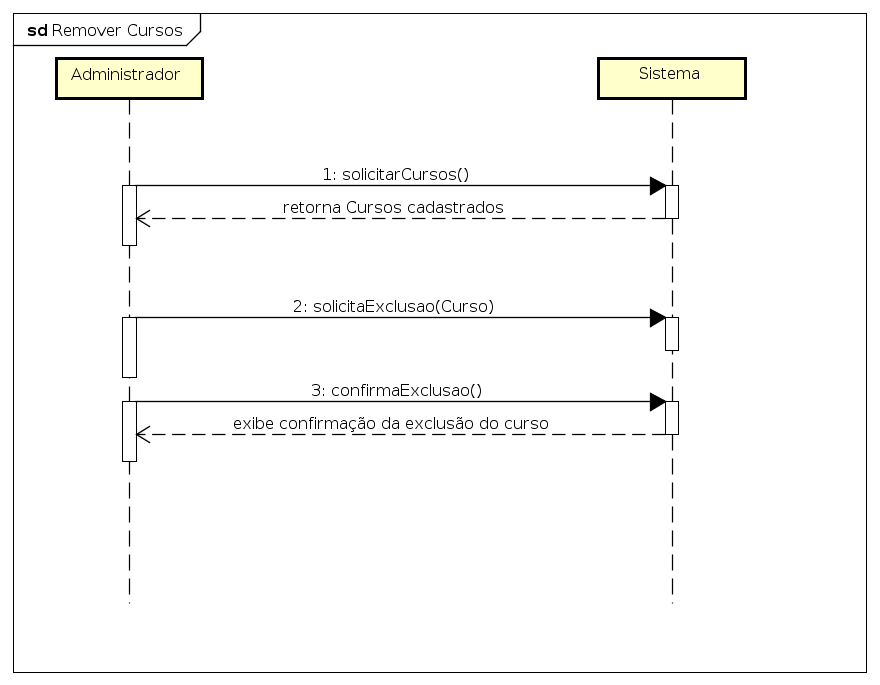 sd Remover Cursos
Administrador
Sistema
1: solicitarCursos()
retorna Cursos cadastrados
2: solicitaExclusao(Curso)
3: confirmaExclusao()
exibe confirmação da exclusão do curso